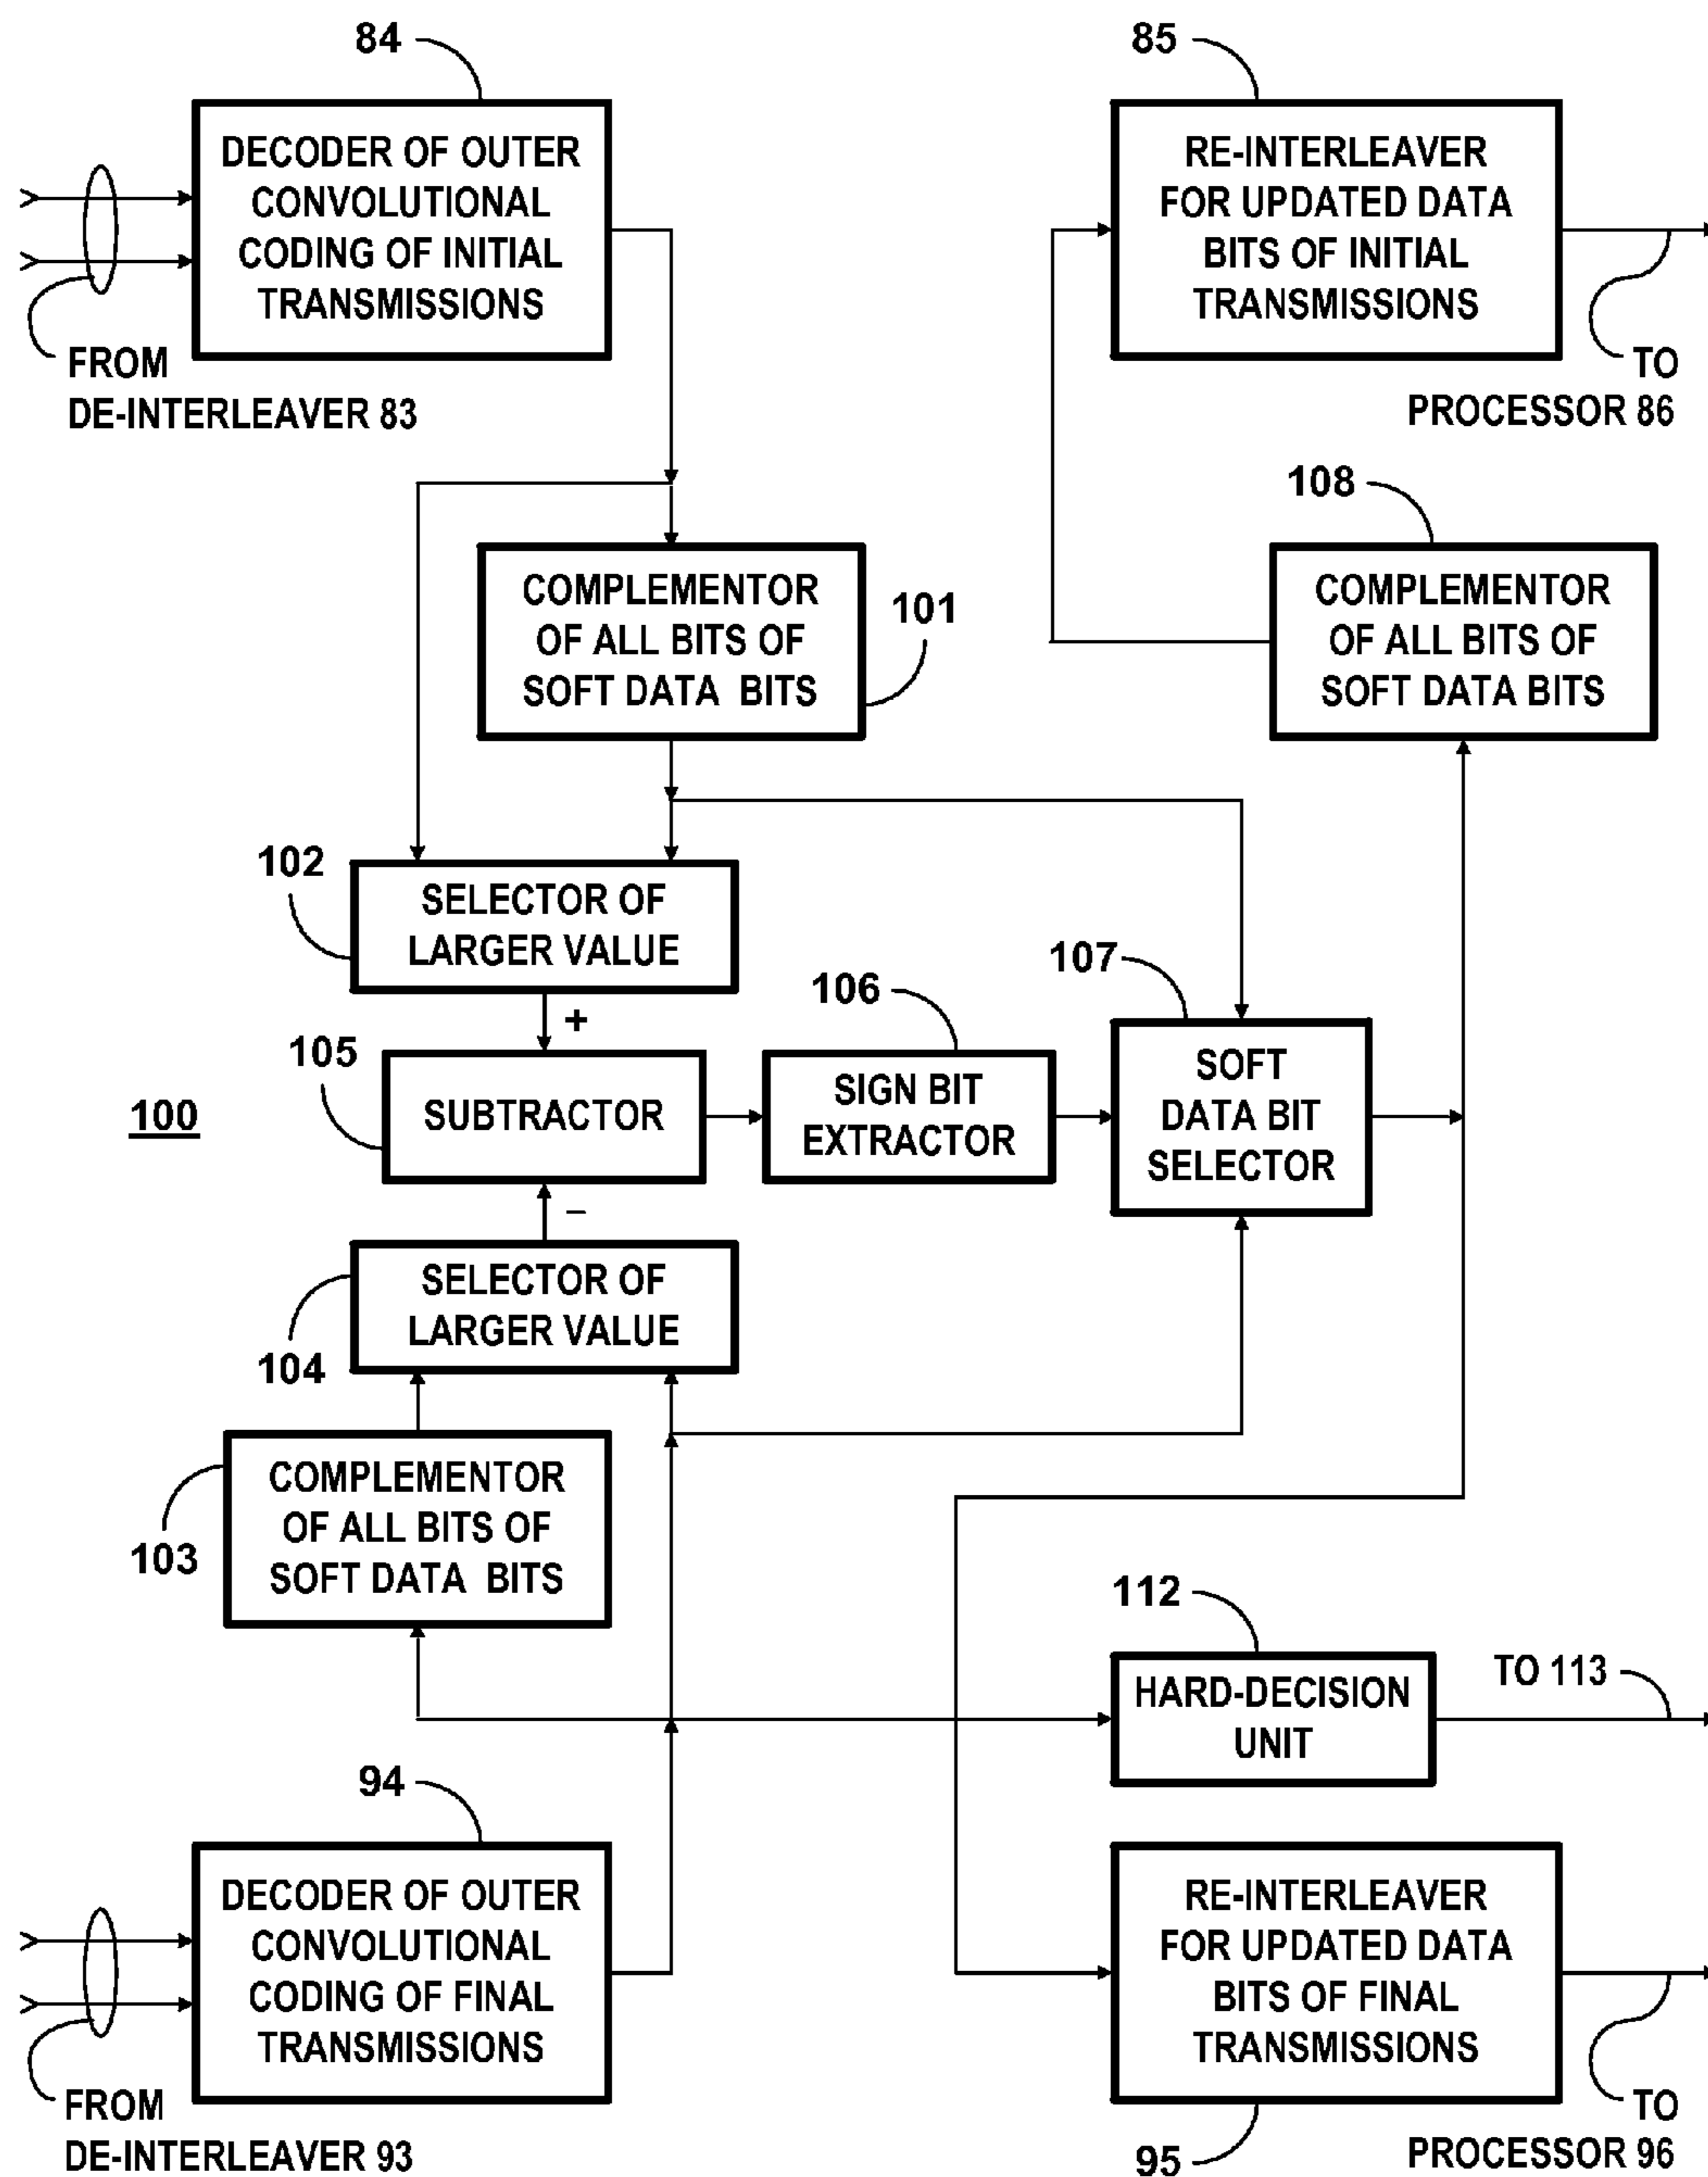 84
DECODER OF OUTER
CONVOLUTIONAL
CODING OF INITIAL
TRANSMISSIONS
FROM
DE-INTERLEAVER 83
85
RE-INTERLEAVER
FOR UPDATED DATA
BITS OF INITIAL
TRANSMISSIONS
TO
PROCESSOR 86
108
COMPLEMENTOR
OF ALL BITS OF
SOFT DATA BITS
COMPLEMENTOR
OF ALL BITS OF
SOFT DATA BITS
101
102
SELECTOR OF
LARGER VALUE
+
105
SUBTRACTOR
100
106
SIGN BIT
EXTRACTOR
107
SOFT
DATA BIT
SELECTOR
–
SELECTOR OF
LARGER VALUE
104
COMPLEMENTOR
OF ALL BITS OF
SOFT DATA BITS
103
112
HARD-DECISION
UNIT
TO 113
94
DECODER OF OUTER
CONVOLUTIONAL
CODING OF FINAL
TRANSMISSIONS
FROM
DE-INTERLEAVER 93
RE-INTERLEAVER
FOR UPDATED DATA
BITS OF FINAL
TRANSMISSIONS
95
TO
PROCESSOR 96